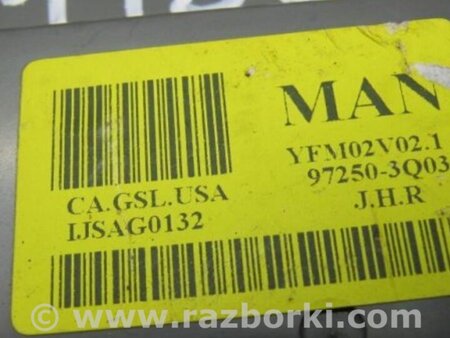 MAN
YFM02V02.1
97250-3Q03
J.H.R
CA.GSL.USA
IJSAG0132
© www.razborki.com